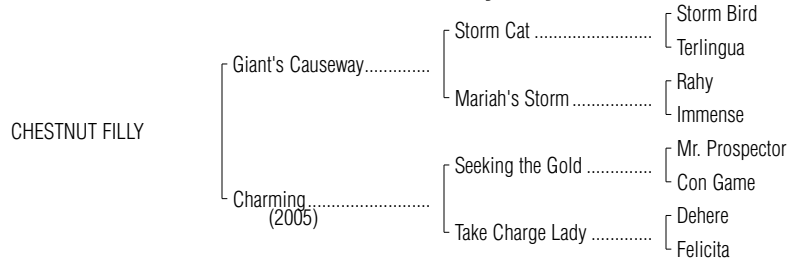 Storm Bird
Storm Cat ..........................
Terlingua
Giant's Causeway..............
Rahy
Mariah's Storm..................
Immense
CHESTNUT FILLY
Mr. Prospector
Seeking the Gold ..............
Con Game
Charming...........................
(2005)
Dehere
Take Charge Lady .............
Felicita